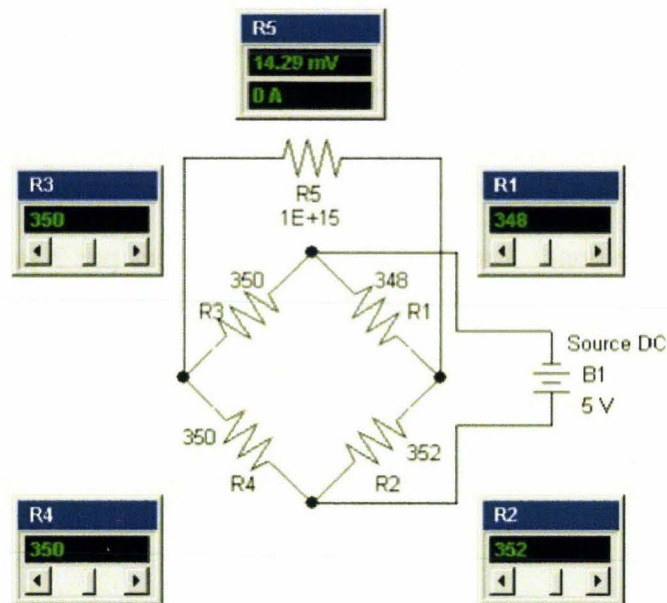 R5
14.29 mV
0 A
R3
350
R1
348
R5
1E+15
350
348
R3
R1
Source DC
B1
5 V
350
352
R4
R2
R4
350
R2
352